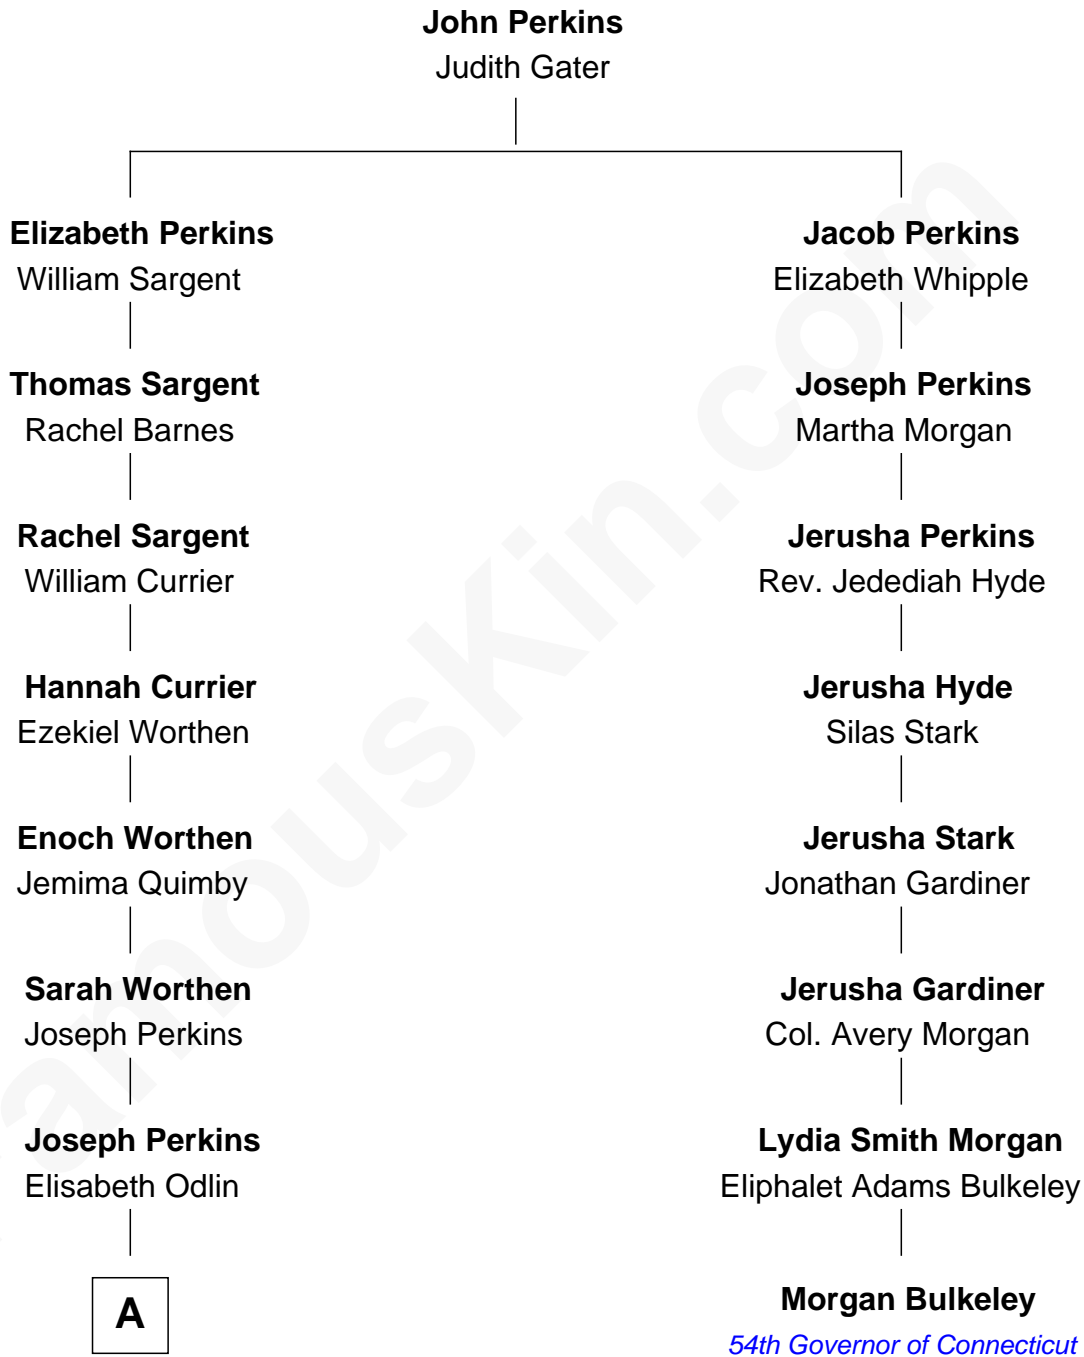 John Perkins
Judith Gater
Elizabeth Perkins
William Sargent
Jacob Perkins
Elizabeth Whipple
Thomas Sargent
Rachel Barnes
Joseph Perkins
Martha Morgan
Rachel Sargent
William Currier
Jerusha Perkins
Rev. Jedediah Hyde
Hannah Currier
Ezekiel Worthen
Jerusha Hyde
Silas Stark
Enoch Worthen
Jemima Quimby
Jerusha Stark
Jonathan Gardiner
Sarah Worthen
Joseph Perkins
Jerusha Gardiner
Col. Avery Morgan
Joseph Perkins
Elisabeth Odlin
Lydia Smith Morgan
Eliphalet Adams Bulkeley
A
Morgan Bulkeley
54th Governor of Connecticut
amouskin.com